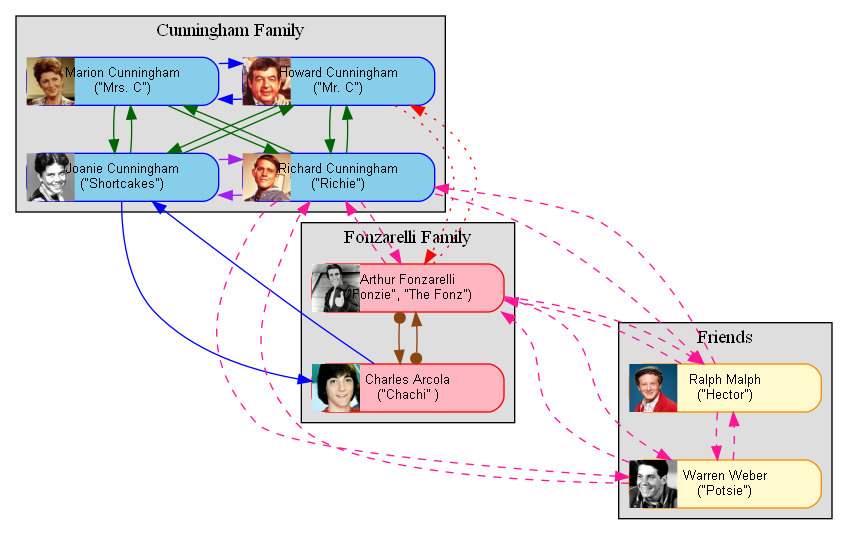 Cunningham Family
Marion Cunningham
("Mrs. C")
Howard Cunningham
("Mr. C")
Joanie Cunningham
("Shortcakes")
Richard Cunningham
("Richie")
Fonzarelli Family
Arthur Fonzarelli
("Fonzie", "The Fonz")
Charles Arcola
("Chachi" )
Friends
Ralph Malph
("Hector")
Warren Weber
("Potsie")